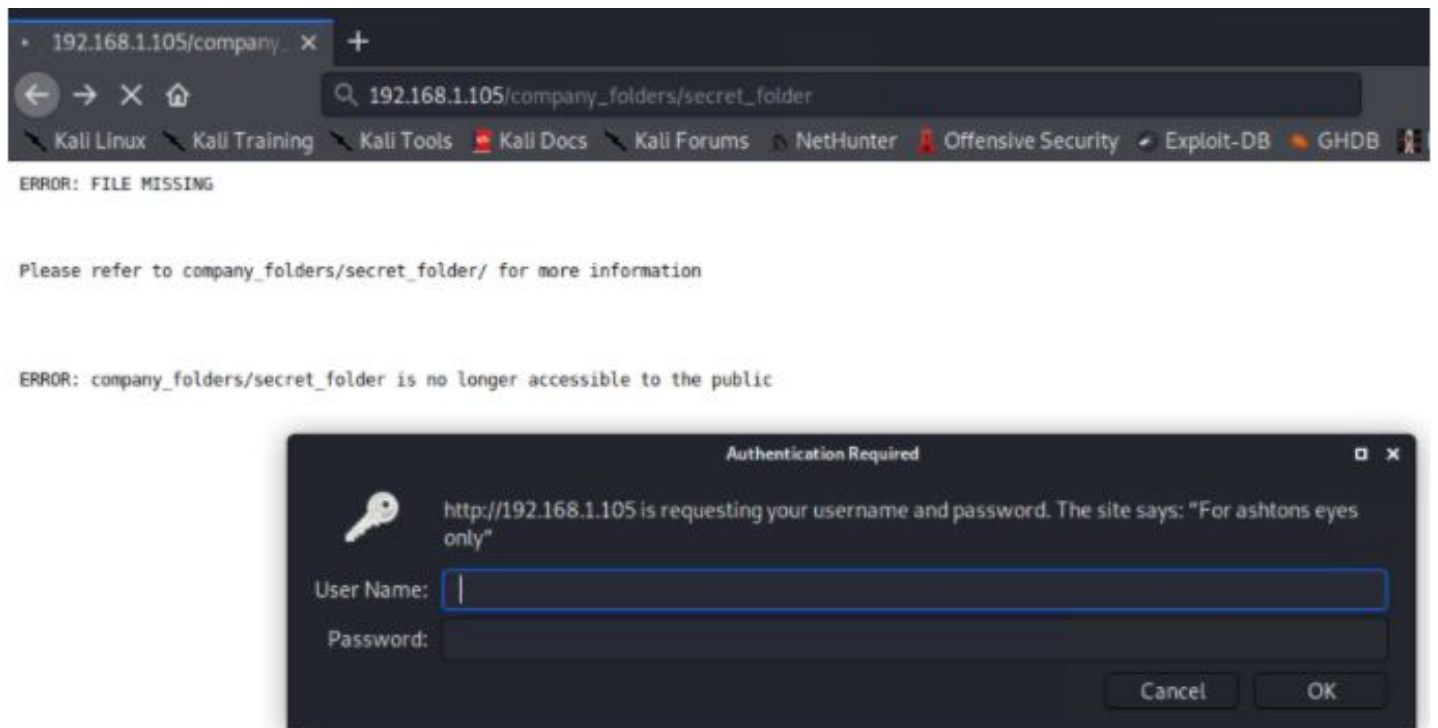 192.168.1.105/company_
192.168.1.105/company_folders/secret_folder
Kali Linux Kali Training Kali Tools Kali Docs Kali Forums NetHunter Offensive Security Exploit-DB GHDB
ERROR: FILE MISSING
Please refer to company_folders/secret_folder/ for more information
ERROR: company_folders/secret_folder is no longer accessible to the public
Authentication Required
http://192.168.1.105 is requesting your username and password. The site says: "For ashtons eyes
only"
User Name:
Password:
Cancel OK